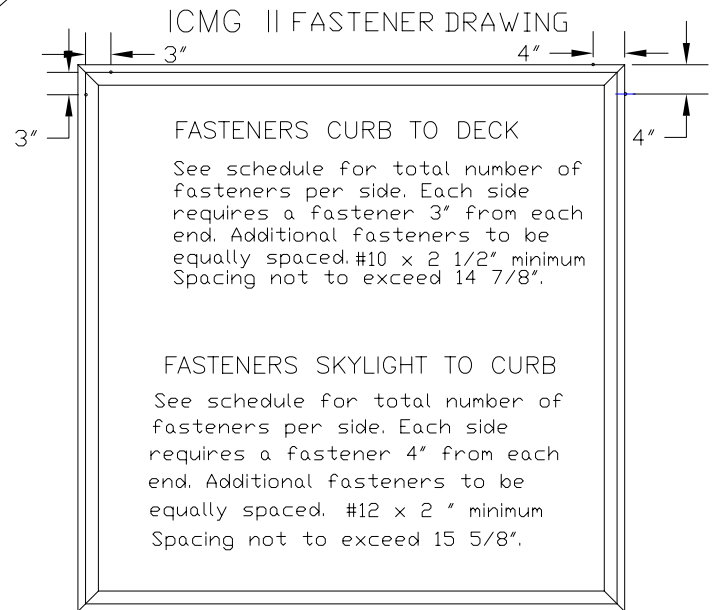 ICMG II FASTENER DRAWING
3"
4"
3"
4"
FASTENERS CURB TO DECK
See schedule for total number of
fasteners per side. Each side
requires a fastener 3" from each
end. Additional fasteners to be
equally spaced. #10 x 2 1/2" minimum
Spacing not to exceed 14 7/8".
FASTENERS SKYLIGHT TO CURB
See schedule for total number of
fasteners per side. Each side
requires a fastener 4" from each
end. Additional fasteners to be
equally spaced. #12 x 2 " minimum
Spacing not to exceed 15 5/8".